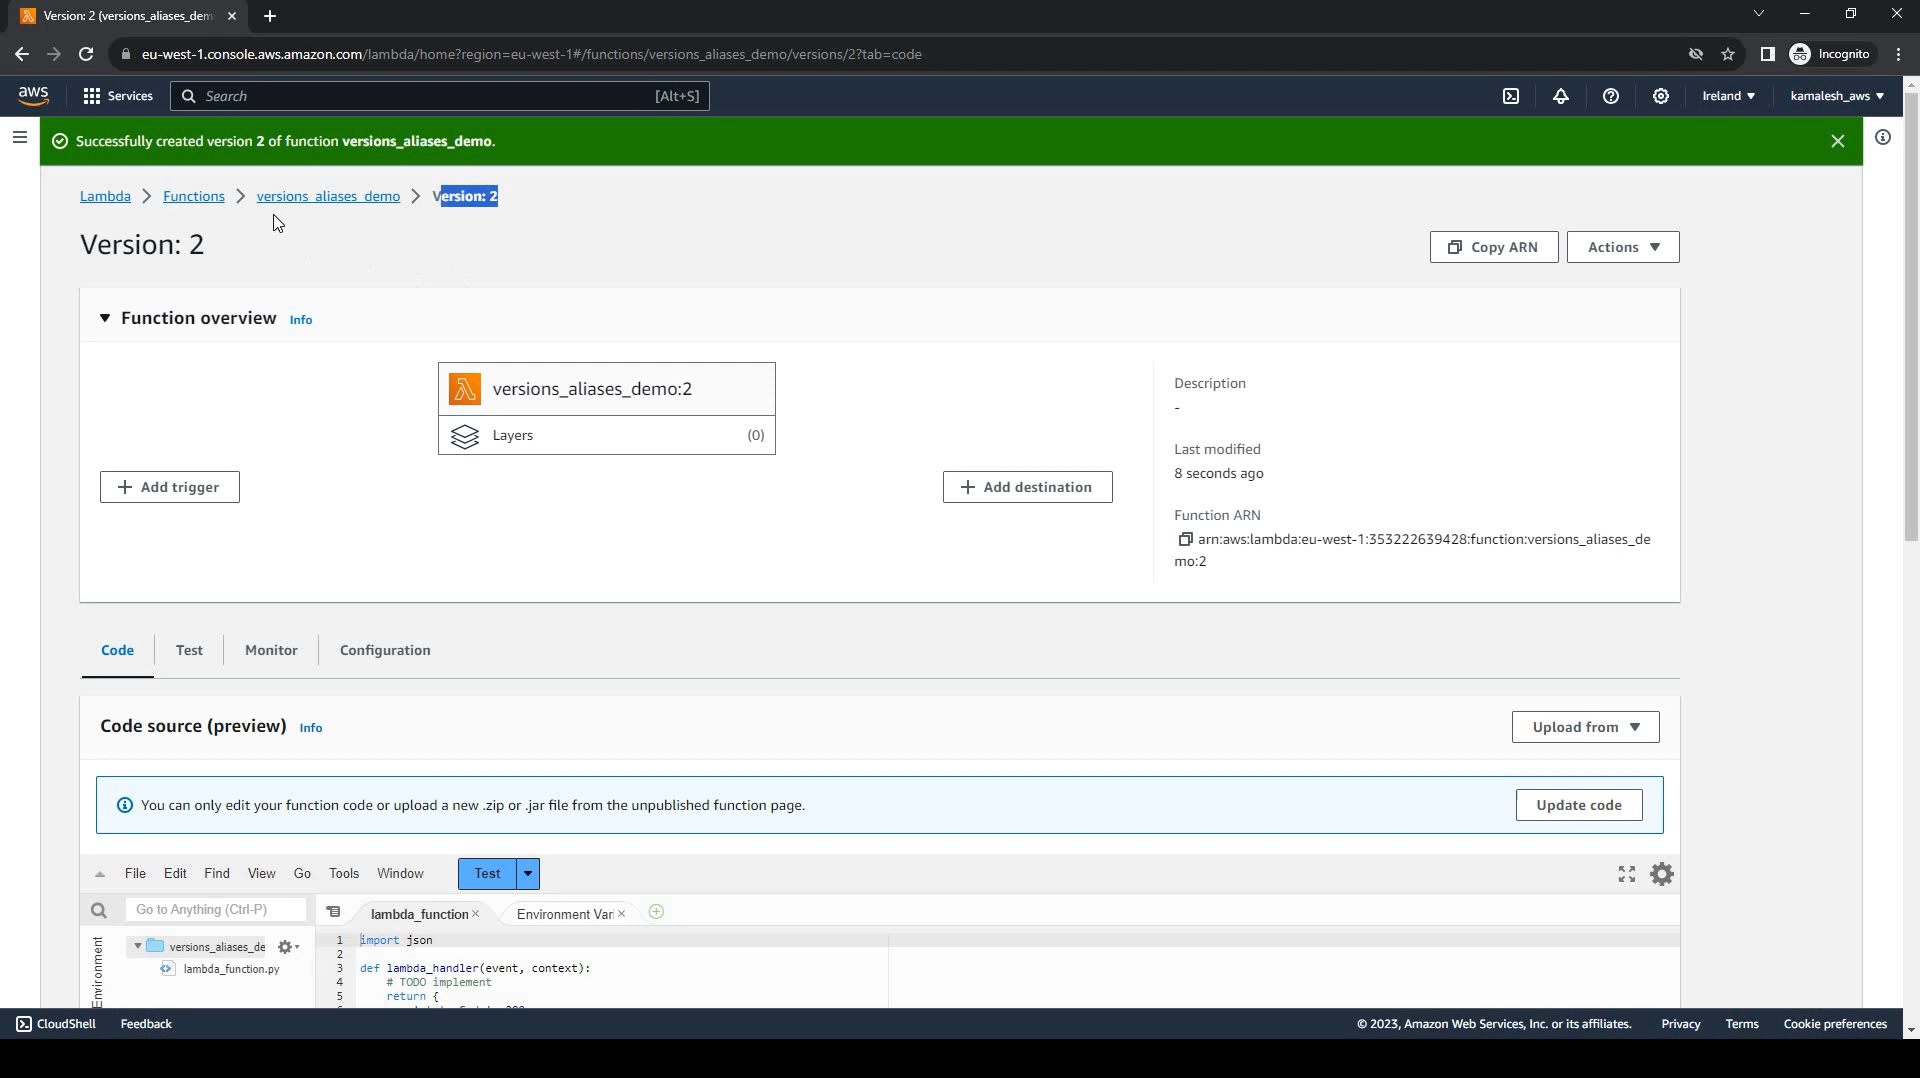 Version: 2 (versions_aliases_dem
eu-west-1.console.aws.amazon.com/lambda/home?region=eu-west-1#/functions/versions_aliases_demo/versions/2?tab=code
Incognito
aws
Services
Search
[Alt+S]
Ireland ▼
kamalesh_aws ▼
Successfully created version 2 of function versions_aliases_demo.
Lambda > Functions > versions_aliases_demo > Version: 2
Version: 2
Copy ARN
Actions ▼
Function overview Info
versions_aliases_demo:2
Layers (0)
+ Add trigger
+ Add destination
Description
-
Last modified
8 seconds ago
Function ARN
arn:aws:lambda:eu-west-1:353222639428:function:versions_aliases_de
mo:2
Code
Test
Monitor
Configuration
Code source (preview) Info
Upload from ▼
You can only edit your function code or upload a new .zip or .jar file from the unpublished function page.
Update code
File Edit Find View Go Tools Window
Test
Go to Anything (Ctrl-P)
lambda_function ×
Environment Vari ×
Environment
versions_aliases_de
lambda_function.py
1 import json
2
3 def lambda_handler(event, context):
4 # TODO implement
5 return {
CloudShell
Feedback
© 2023, Amazon Web Services, Inc. or its affiliates.
Privacy
Terms
Cookie preferences